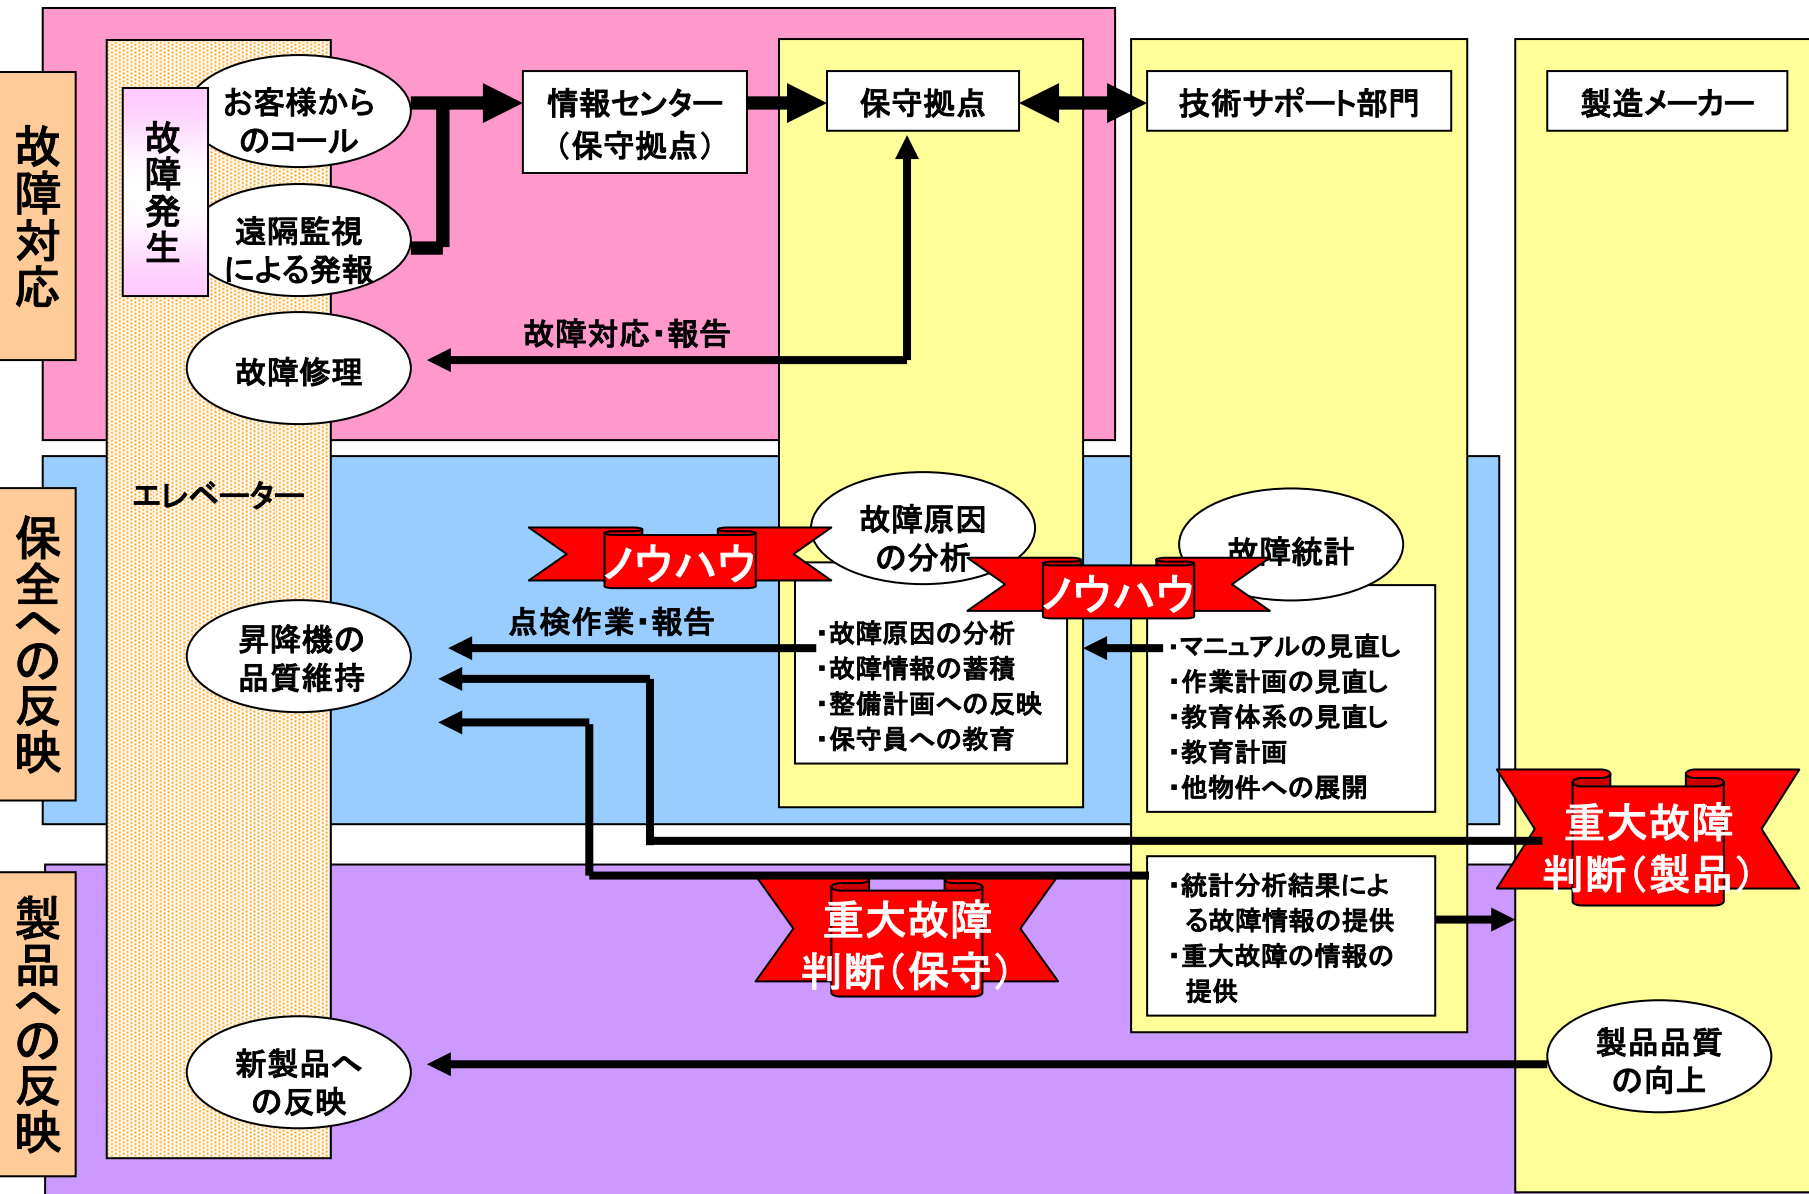 故障対応
故障発生
お客様から
のコール
遠隔監視
による発報
故障修理
情報センター
（保守拠点）
保守拠点
技術サポート部門
製造メーカー
故障対応・報告
保全への反映
エレベーター
昇降機の
品質維持
ノウハウ
点検作業・報告
故障原因
の分析
・故障原因の分析
・故障情報の蓄積
・整備計画への反映
・保守員への教育
ノウハウ
故障統計
・マニュアルの見直し
・作業計画の見直し
・教育体系の見直し
・教育計画
・他物件への展開
重大故障
判断（製品）
製品への反映
重大故障
判断（保守）
・統計分析結果によ
る故障情報の提供
・重大故障の情報の
提供
新製品へ
の反映
製品品質
の向上